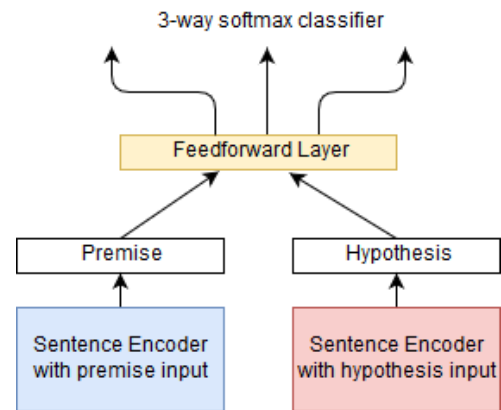 3-way softmax classifier
Feedforward Layer
Premise
Hypothesis
Sentence Encoder
with premise input
Sentence Encoder
with hypothesis input